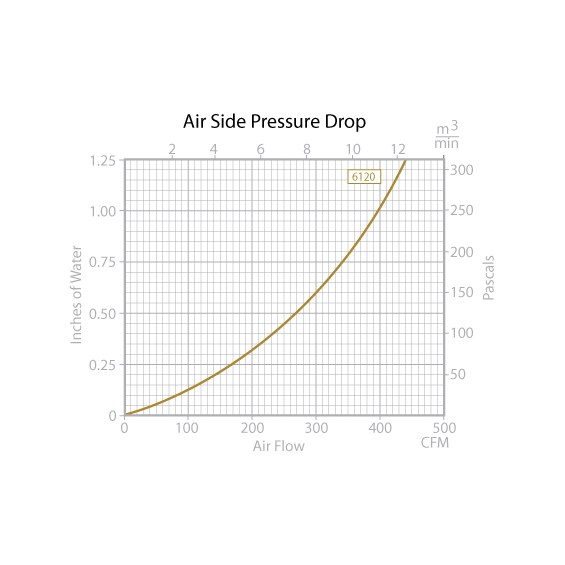 Air Side Pressure Drop
m3
min
2 4 6 8 10 12
1.25
1.00
0.75
0.50
0.25
0
Inches of Water
6120
300
250
200
150
100
50
Pascals
0 100 200 300 400 500
Air Flow
CFM